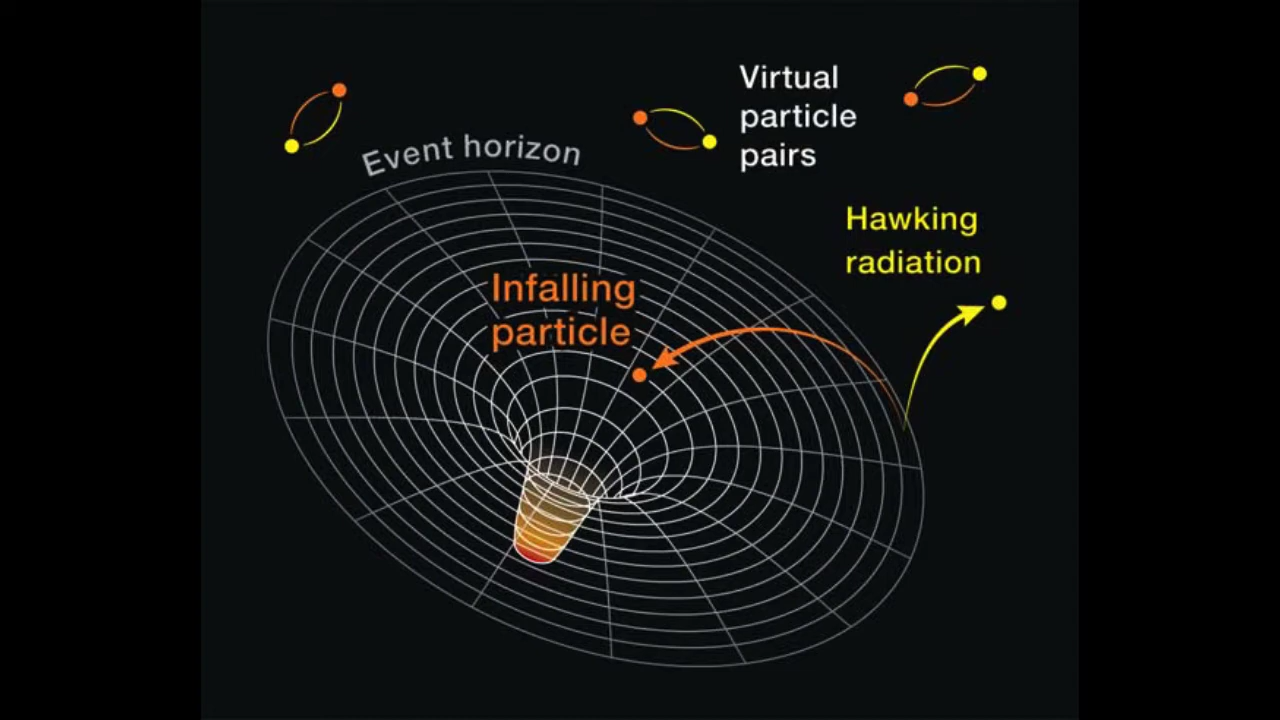 Virtual
particle
pairs
Event horizon
Hawking
radiation
Infalling
particle